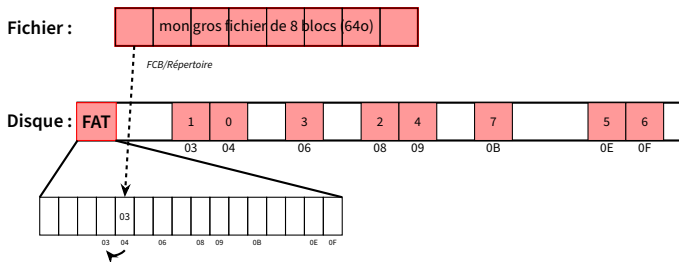 Fichier :
mon gros fichier de 8 blocs (64o)
FCB/Répertoire
Disque :
FAT
1 0 3 2 4 7 5 6
03 04 06 08 09 0B 0E 0F
03
03 04 06 08 09 0B 0E 0F